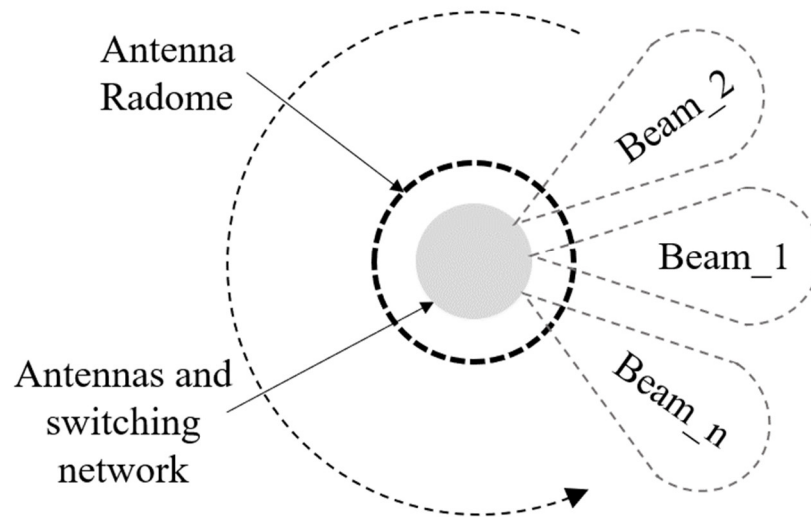 Antenna
Radome
Beam_2
Beam_1
Beam_n
Antennas and
switching
network